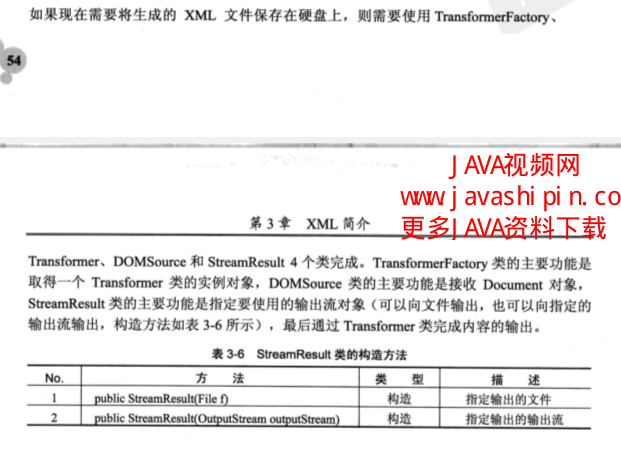 如果现在需要将生成的 XML 文件保存在硬盘上，则需要使用 TransformerFactory、
54
JAVA视频网
www.javashipin.co
更多JAVA资料下载
第 3 章 XML 简介
Transformer、DOMSource 和 StreamResult 4 个类完成。TransformerFactory 类的主要功能是
取得一个 Transformer 类的实例对象，DOMSource 类的主要功能是接收 Document 对象，
StreamResult 类的主要功能是指定要使用的输出流对象（可以向文件输出，也可以向指定的
输出流输出，构造方法如表 3-6 所示），最后通过 Transformer 类完成内容的输出。
表 3-6 StreamResult 类的构造方法
No. 方 法 类 型 描 述
1 public StreamResult(File f) 构造 指定输出的文件
2 public StreamResult(OutputStream outputStream) 构造 指定输出的输出流